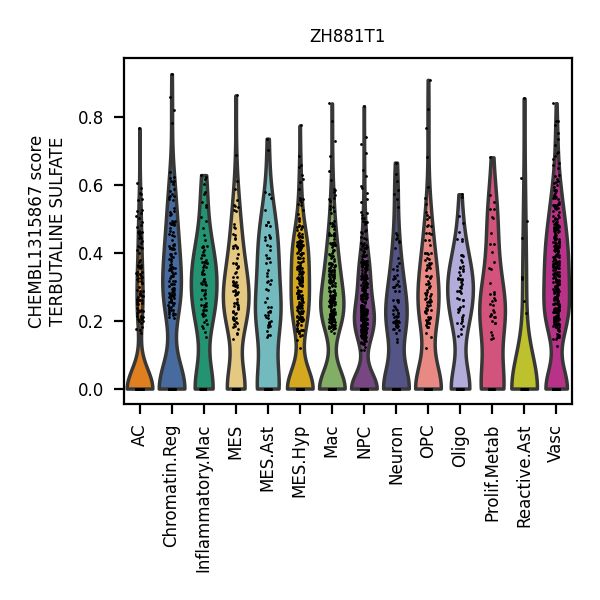 ZH881T1
CHEMBL1315867 score
TERBUTALINE SULFATE
0.8
0.6
0.4
0.2
0.0
AC
Chromatin.Reg
Inflammatory.Mac
MES
MES.Ast
MES.Hyp
Mac
NPC
Neuron
OPC
Oligo
Prolif.Metab
Reactive.Ast
Vasc